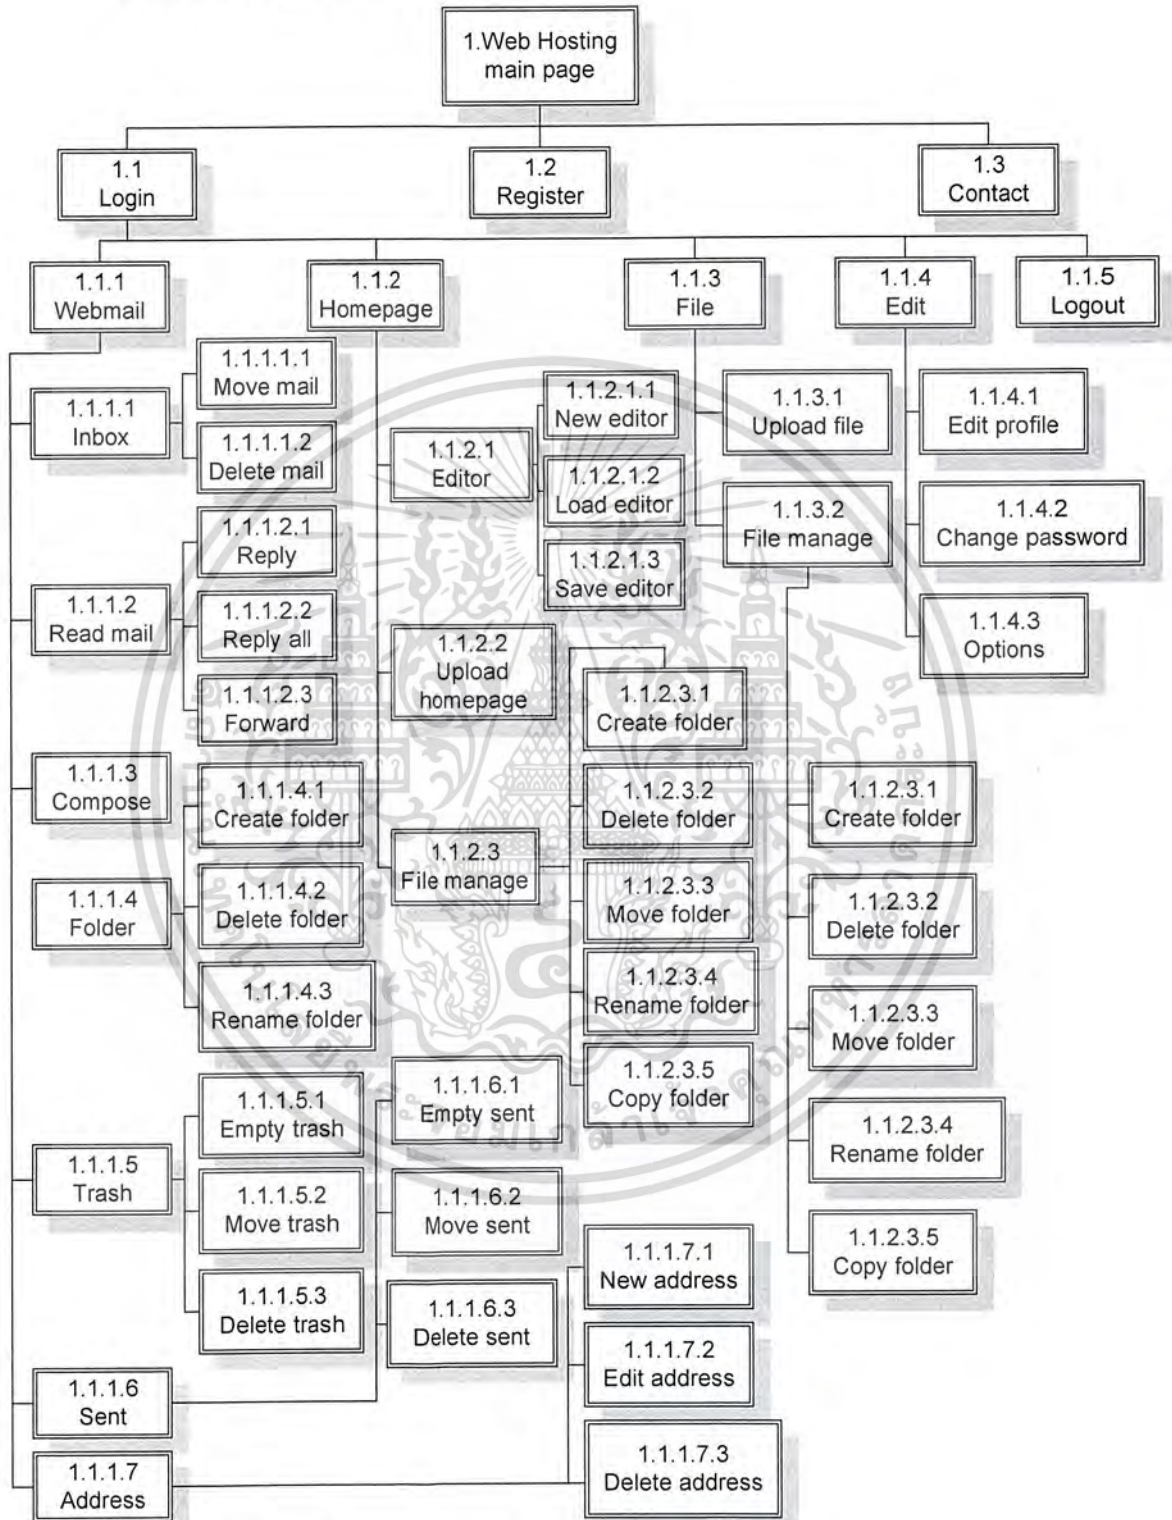 1.Web Hosting
main page
1.1
Login
1.2
Register
1.3
Contact
1.1.1
Webmail
1.1.2
Homepage
1.1.3
File
1.1.4
Edit
1.1.5
Logout
1.1.1.1
Inbox
1.1.1.1.1
Move mail
1.1.1.1.2
Delete mail
1.1.1.2
Read mail
1.1.1.2.1
Reply
1.1.1.2.2
Reply all
1.1.1.2.3
Forward
1.1.1.3
Compose
1.1.1.4
Folder
1.1.1.4.1
Create folder
1.1.1.4.2
Delete folder
1.1.1.4.3
Rename folder
1.1.1.5
Trash
1.1.1.5.1
Empty trash
1.1.1.5.2
Move trash
1.1.1.5.3
Delete trash
1.1.1.6
Sent
1.1.1.6.1
Empty sent
1.1.1.6.2
Move sent
1.1.1.6.3
Delete sent
1.1.1.7
Address
1.1.1.7.1
New address
1.1.1.7.2
Edit address
1.1.1.7.3
Delete address
1.1.2.1
Editor
1.1.2.1.1
New editor
1.1.2.1.2
Load editor
1.1.2.1.3
Save editor
1.1.2.2
Upload
homepage
1.1.2.3
File manage
1.1.2.3.1
Create folder
1.1.2.3.2
Delete folder
1.1.2.3.3
Move folder
1.1.2.3.4
Rename folder
1.1.2.3.5
Copy folder
1.1.3.1
Upload file
1.1.3.2
File manage
1.1.2.3.1
Create folder
1.1.2.3.2
Delete folder
1.1.2.3.3
Move folder
1.1.2.3.4
Rename folder
1.1.2.3.5
Copy folder
1.1.4.1
Edit profile
1.1.4.2
Change password
1.1.4.3
Options